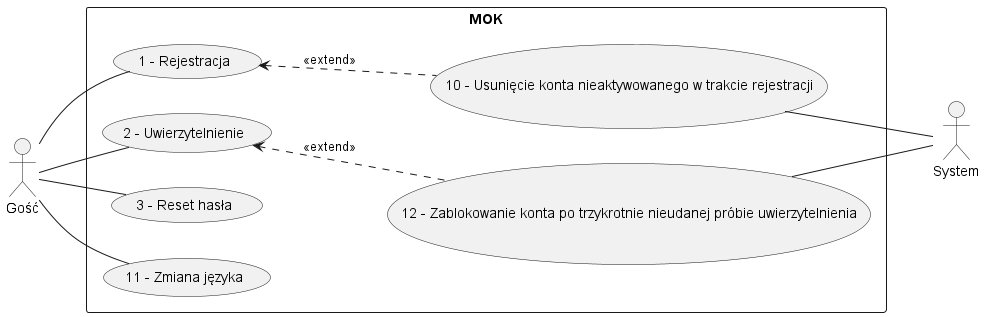 MOK
1 - Rejestracja
«extend»
10 - Usunięcie konta nieaktywowanego w trakcie rejestracji
2 - Uwierzytelnienie
«extend»
Gość
System
3 - Reset hasła
12 - Zablokowanie konta po trzykrotnie nieudanej próbie uwierzytelnienia
11 - Zmiana języka